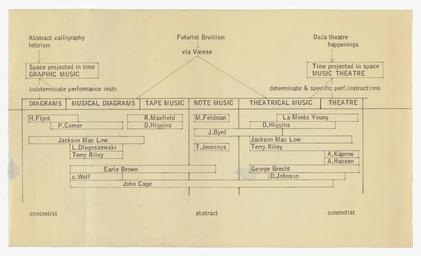 Abstract calligraphy
lettrism
Futurist Bruitism
via Varese
Dada theatre
happenings
Space projected in time
GRAPHIC MUSIC
Time projected in space
MUSIC THEATRE
indeterminate performance instr.
determinate & specific perf.instructions
DIAGRAMS MUSICAL DIAGRAMS TAPE MUSIC NOTE MUSIC THEATRICAL MUSIC THEATRE
H.Flynt R.Maxfield M.Feldman La Monte Young
P.Corner D.Higgins D.Higgins
J.Byrd
Jackson Mac Low Jackson Mac Low
L.Dlugoszewski T.Jennings Terry Riley
Terry Riley A.Kaprow
A.Hansen
Earle Brown George Brecht
c.Wolf D.Johnson
John Cage
concretist abstract concretist